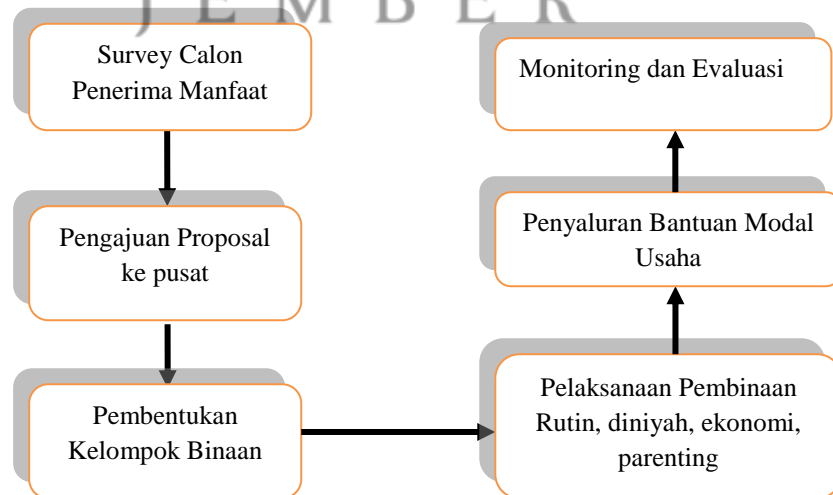 JEMBER
Survey Calon
Penerima Manfaat
Pengajuan Proposal
ke pusat
Pembentukan
Kelompok Binaan
Pelaksanaan Pembinaan
Rutin, diniyah, ekonomi,
parenting
Penyaluran Bantuan Modal
Usaha
Monitoring dan Evaluasi